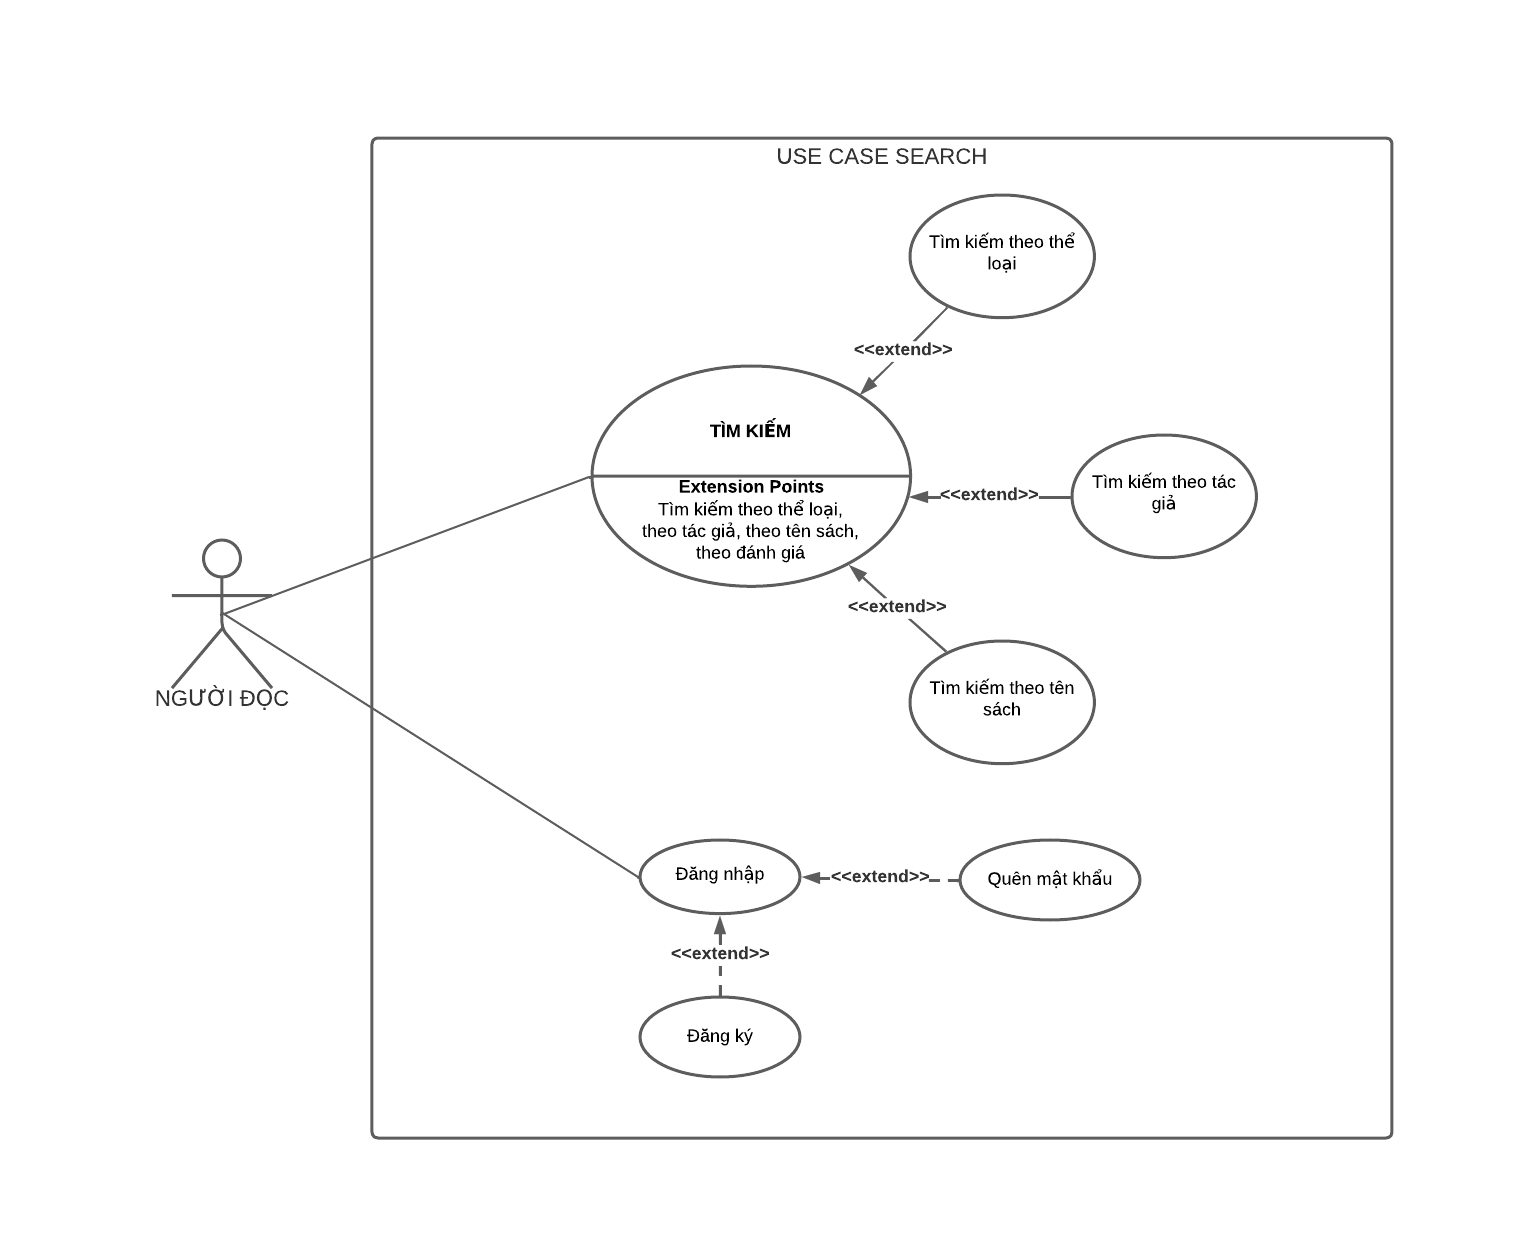 USE CASE SEARCH
Tìm kiếm theo thể
loại
<<extend>>
TÌM KIẾM
Extension Points
Tìm kiếm theo thể loại,
theo tác giả, theo tên sách,
theo đánh giá
<<extend>>
Tìm kiếm theo tác
giả
<<extend>>
Tìm kiếm theo tên
sách
NGƯỜI ĐỌC
Đăng nhập
<<extend>>
Quên mật khẩu
<<extend>>
Đăng ký